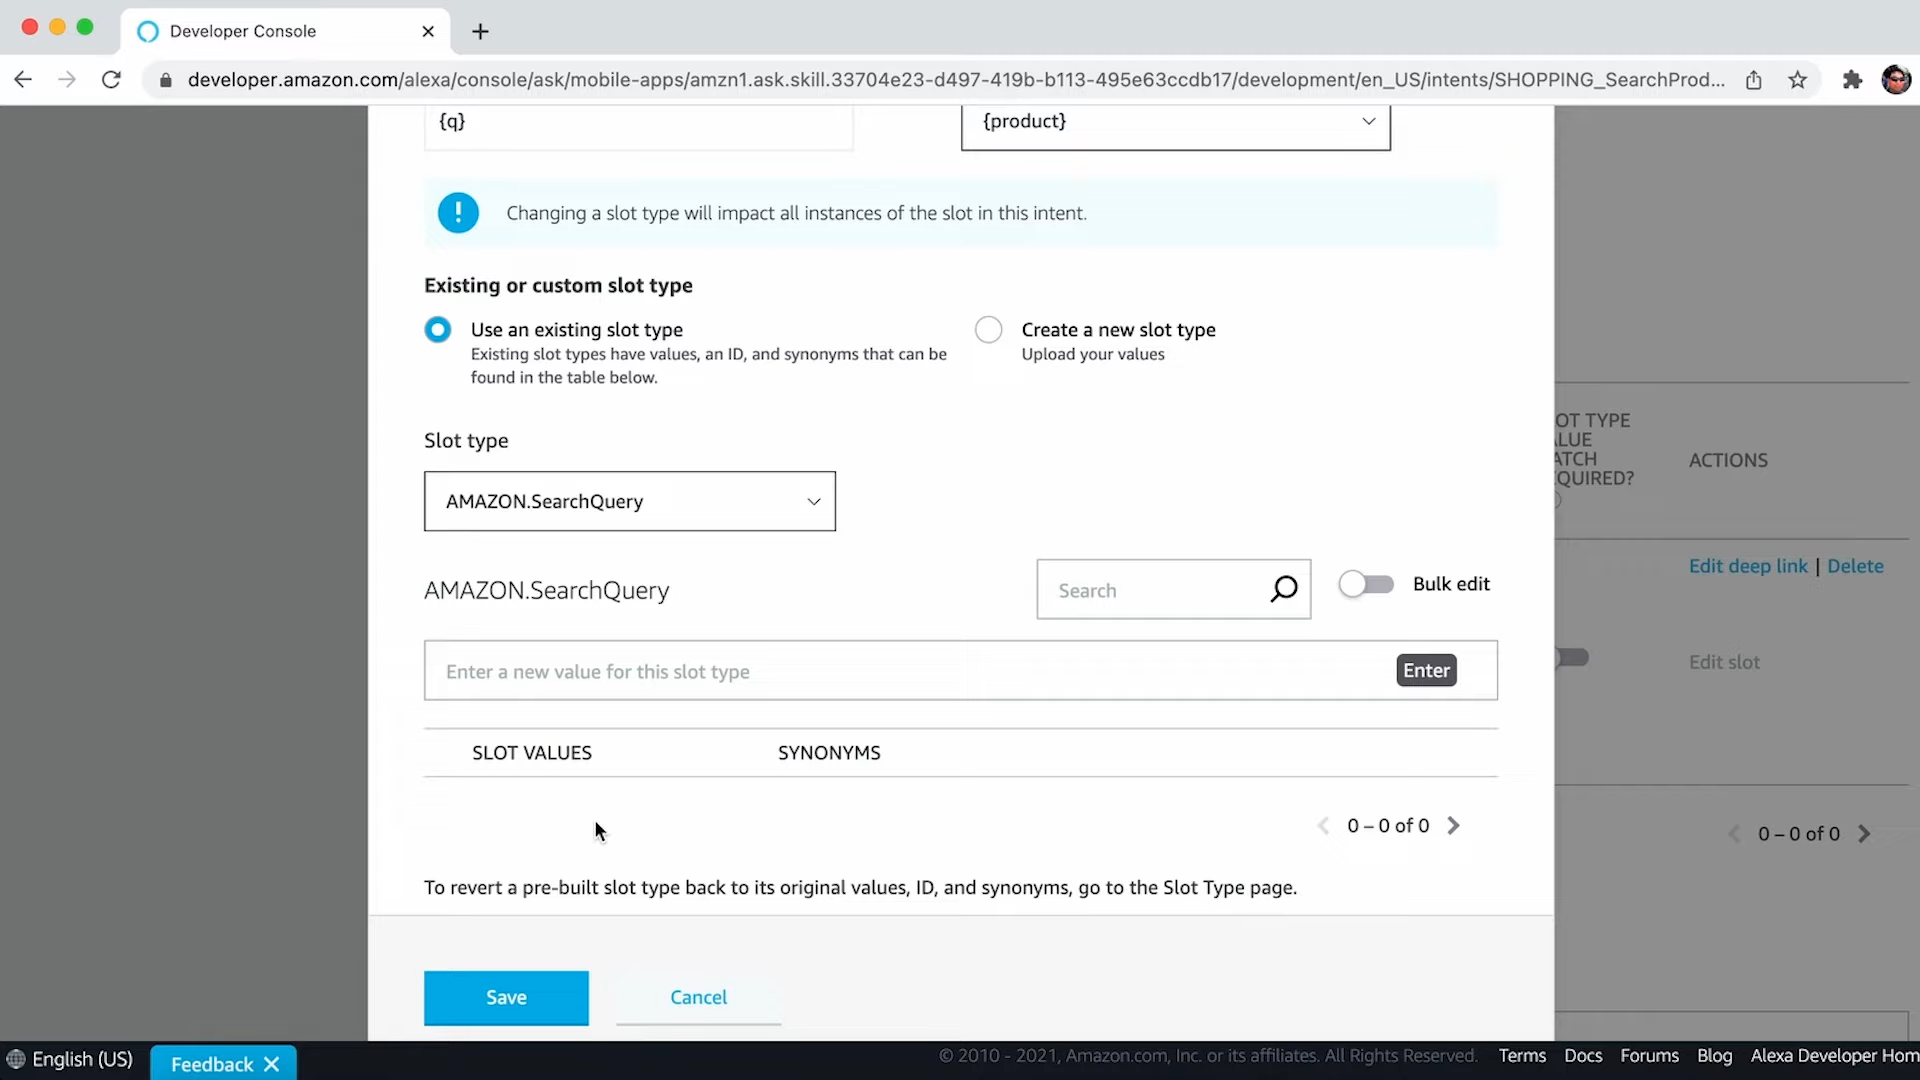 Developer Console
developer.amazon.com/alexa/console/ask/mobile-apps/amzn1.ask.skill.33704e23-d497-419b-b113-495e63ccdb17/development/en_US/intents/SHOPPING_SearchProd...
{q}
{product}
! Changing a slot type will impact all instances of the slot in this intent.
Existing or custom slot type
Use an existing slot type
Existing slot types have values, an ID, and synonyms that can be
found in the table below.
Create a new slot type
Upload your values
Slot type
AMAZON.SearchQuery
AMAZON.SearchQuery
Search
Bulk edit
Enter a new value for this slot type
Enter
SLOT VALUES
SYNONYMS
0 – 0 of 0
To revert a pre-built slot type back to its original values, ID, and synonyms, go to the Slot Type page.
Save
Cancel
OT TYPE
LUE
ATCH
QUIRED?
ACTIONS
Edit deep link | Delete
Edit slot
0 – 0 of 0
English (US)
Feedback
© 2010 - 2021, Amazon.com, Inc. or its affiliates. All Rights Reserved.
Terms
Docs
Forums
Blog
Alexa Developer Hom